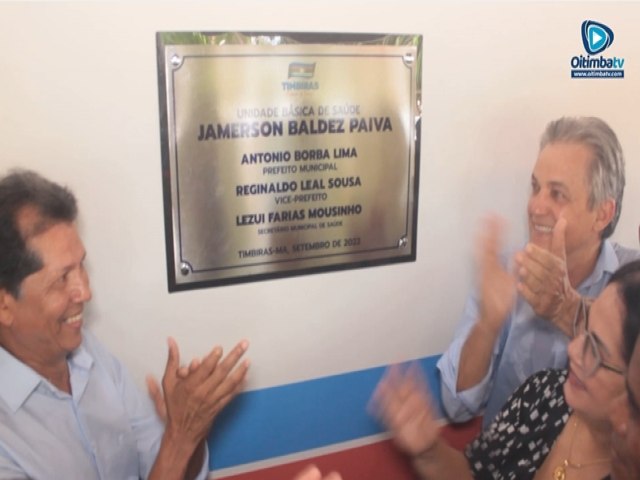 Oitimbatv
www.oitimbatv.com
TIMBIRAS
UNIDADE BÁSICA DE SAÚDE
JAMERSON BALDEZ PAIVA
ANTONIO BORBA LIMA
PREFEITO MUNICIPAL
REGINALDO LEAL SOUSA
VICE-PREFEITO
LEZUI FARIAS MOUSINHO
SECRETÁRIO MUNICIPAL DE SAÚDE
TIMBIRAS-MA, SETEMBRO DE 2022